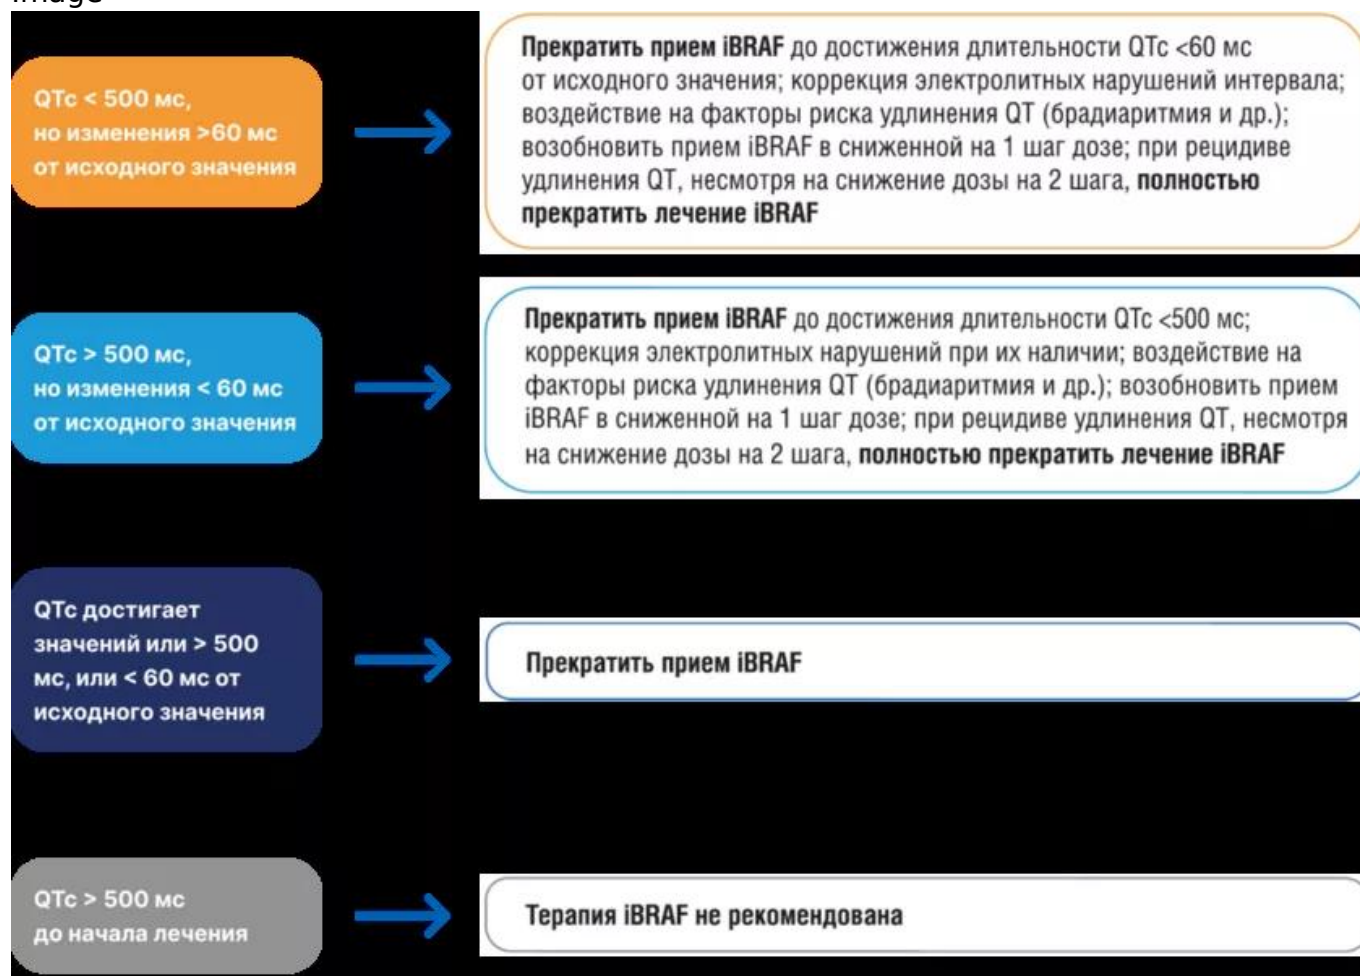 QTc < 500 мс,
но изменения >60 мс
от исходного значения
Прекратить прием iBRAF до достижения длительности QTc <60 мс
от исходного значения; коррекция электролитных нарушений интервала;
воздействие на факторы риска удлинения QT (брадиаритмия и др.);
возобновить прием iBRAF в сниженной на 1 шаг дозе; при рецидиве
удлинения QT, несмотря на снижение дозы на 2 шага, полностью
прекратить лечение iBRAF
QTc > 500 мс,
но изменения < 60 мс
от исходного значения
Прекратить прием iBRAF до достижения длительности QTc <500 мс;
коррекция электролитных нарушений при их наличии; воздействие на
факторы риска удлинения QT (брадиаритмия и др.); возобновить прием
iBRAF в сниженной на 1 шаг дозе; при рецидиве удлинения QT, несмотря
на снижение дозы на 2 шага, полностью прекратить лечение iBRAF
QTc достигает
значений или > 500
мс, или < 60 мс от
исходного значения
Прекратить прием iBRAF
QTc > 500 мс
до начала лечения
Терапия iBRAF не рекомендована